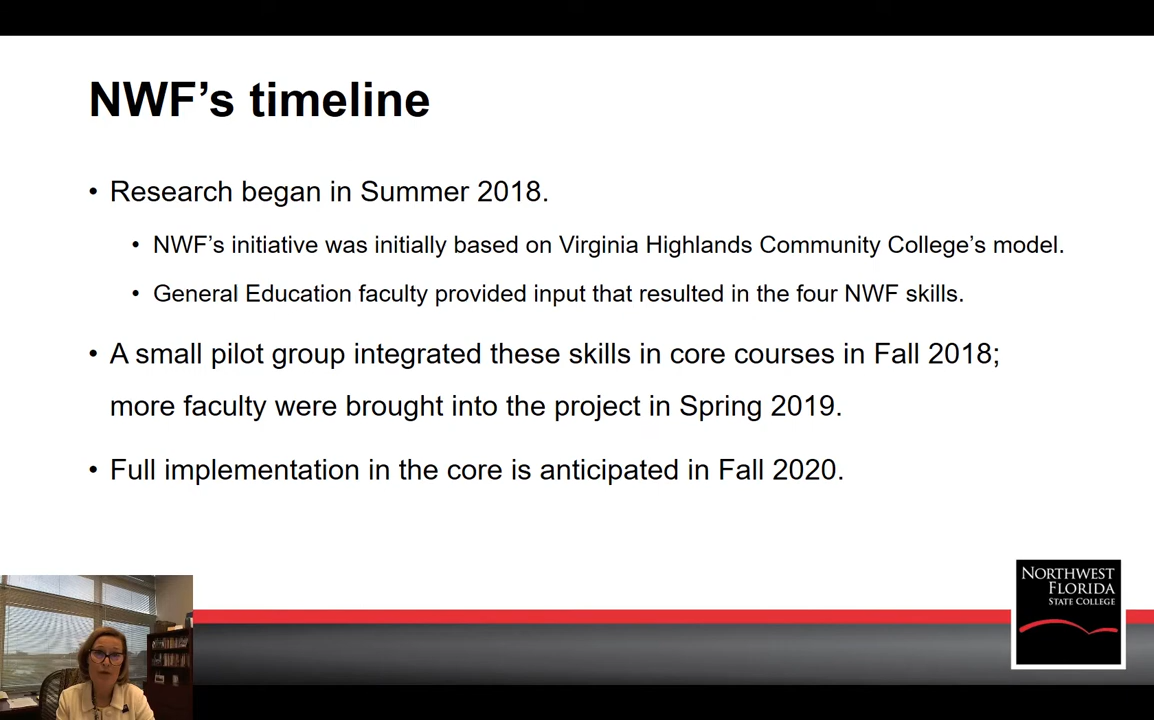 NWF’s timeline
• Research began in Summer 2018.
• NWF’s initiative was initially based on Virginia Highlands Community College’s model.
• General Education faculty provided input that resulted in the four NWF skills.
• A small pilot group integrated these skills in core courses in Fall 2018;
more faculty were brought into the project in Spring 2019.
• Full implementation in the core is anticipated in Fall 2020.
NORTHWEST
FLORIDA
STATE COLLEGE